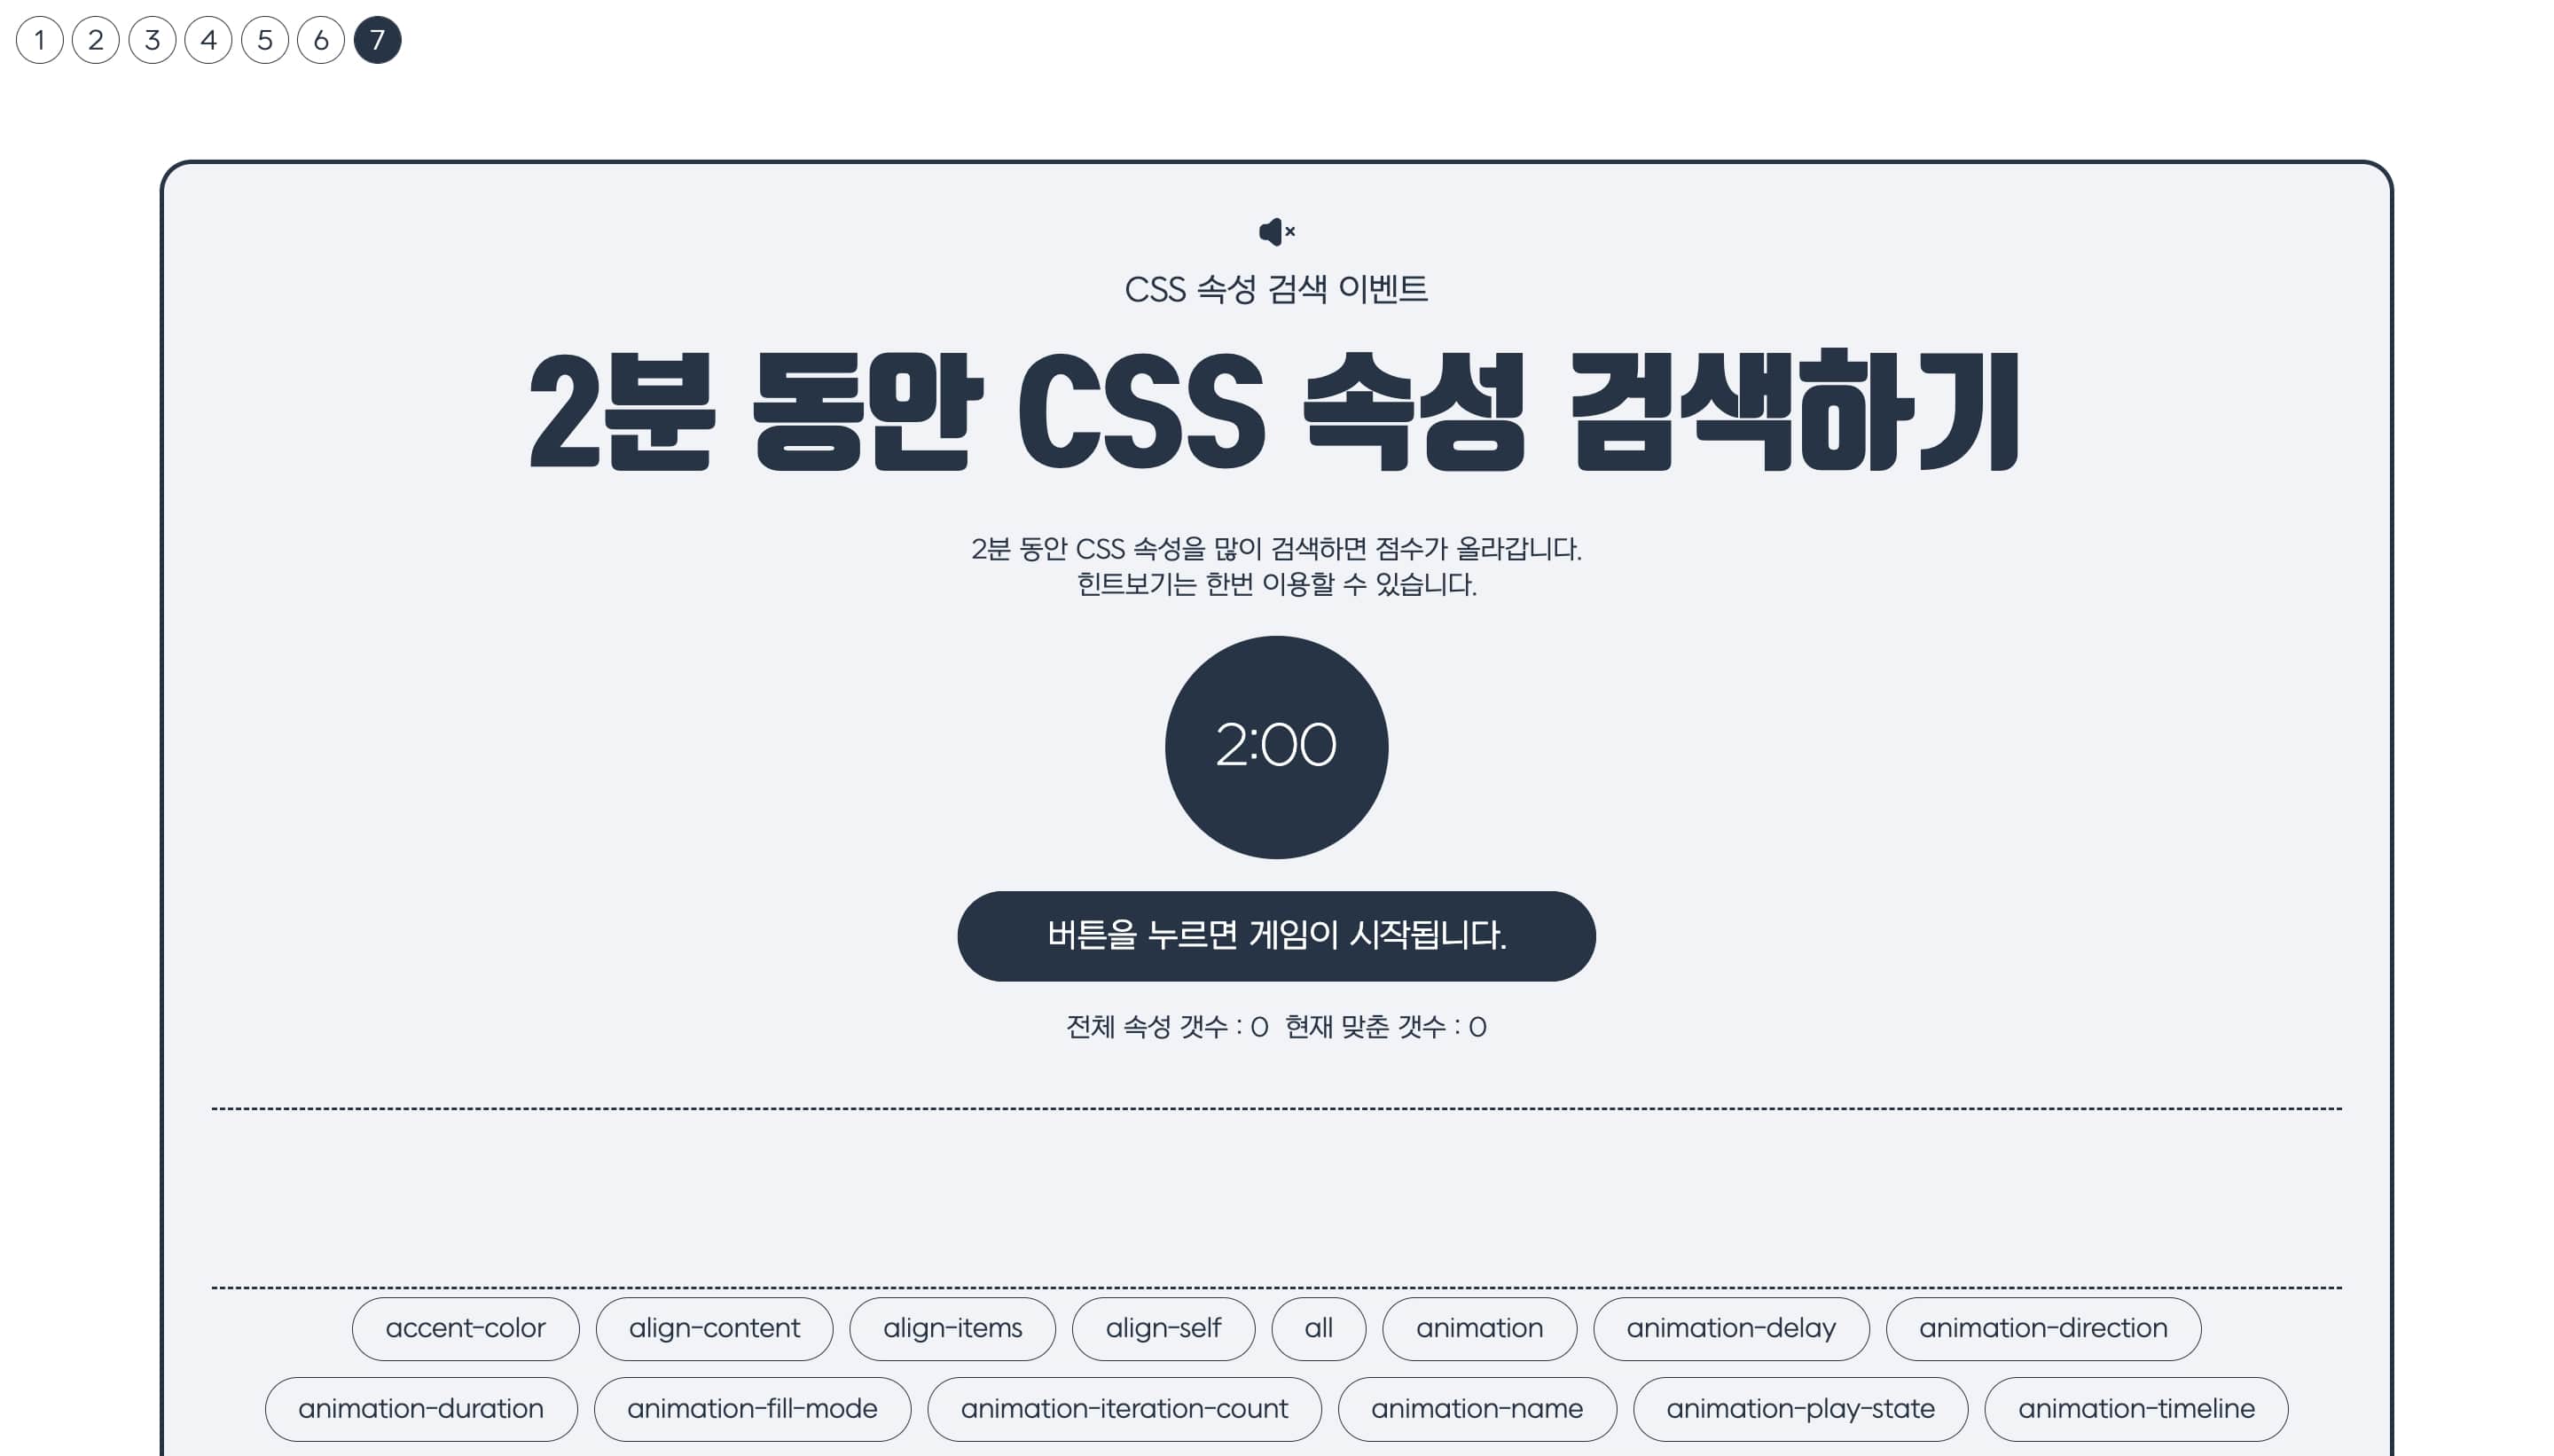 1 2 3 4 5 6 7
CSS 속성 검색 이벤트
2분 동안 CSS 속성 검색하기
2분 동안 CSS 속성을 많이 검색하면 점수가 올라갑니다.
힌트보기는 한번 이용할 수 있습니다.
2:00
버튼을 누르면 게임이 시작됩니다.
전체 속성 갯수 : 0 현재 맞춘 갯수 : 0
accent-color align-content align-items align-self all animation animation-delay animation-direction
animation-duration animation-fill-mode animation-iteration-count animation-name animation-play-state animation-timeline